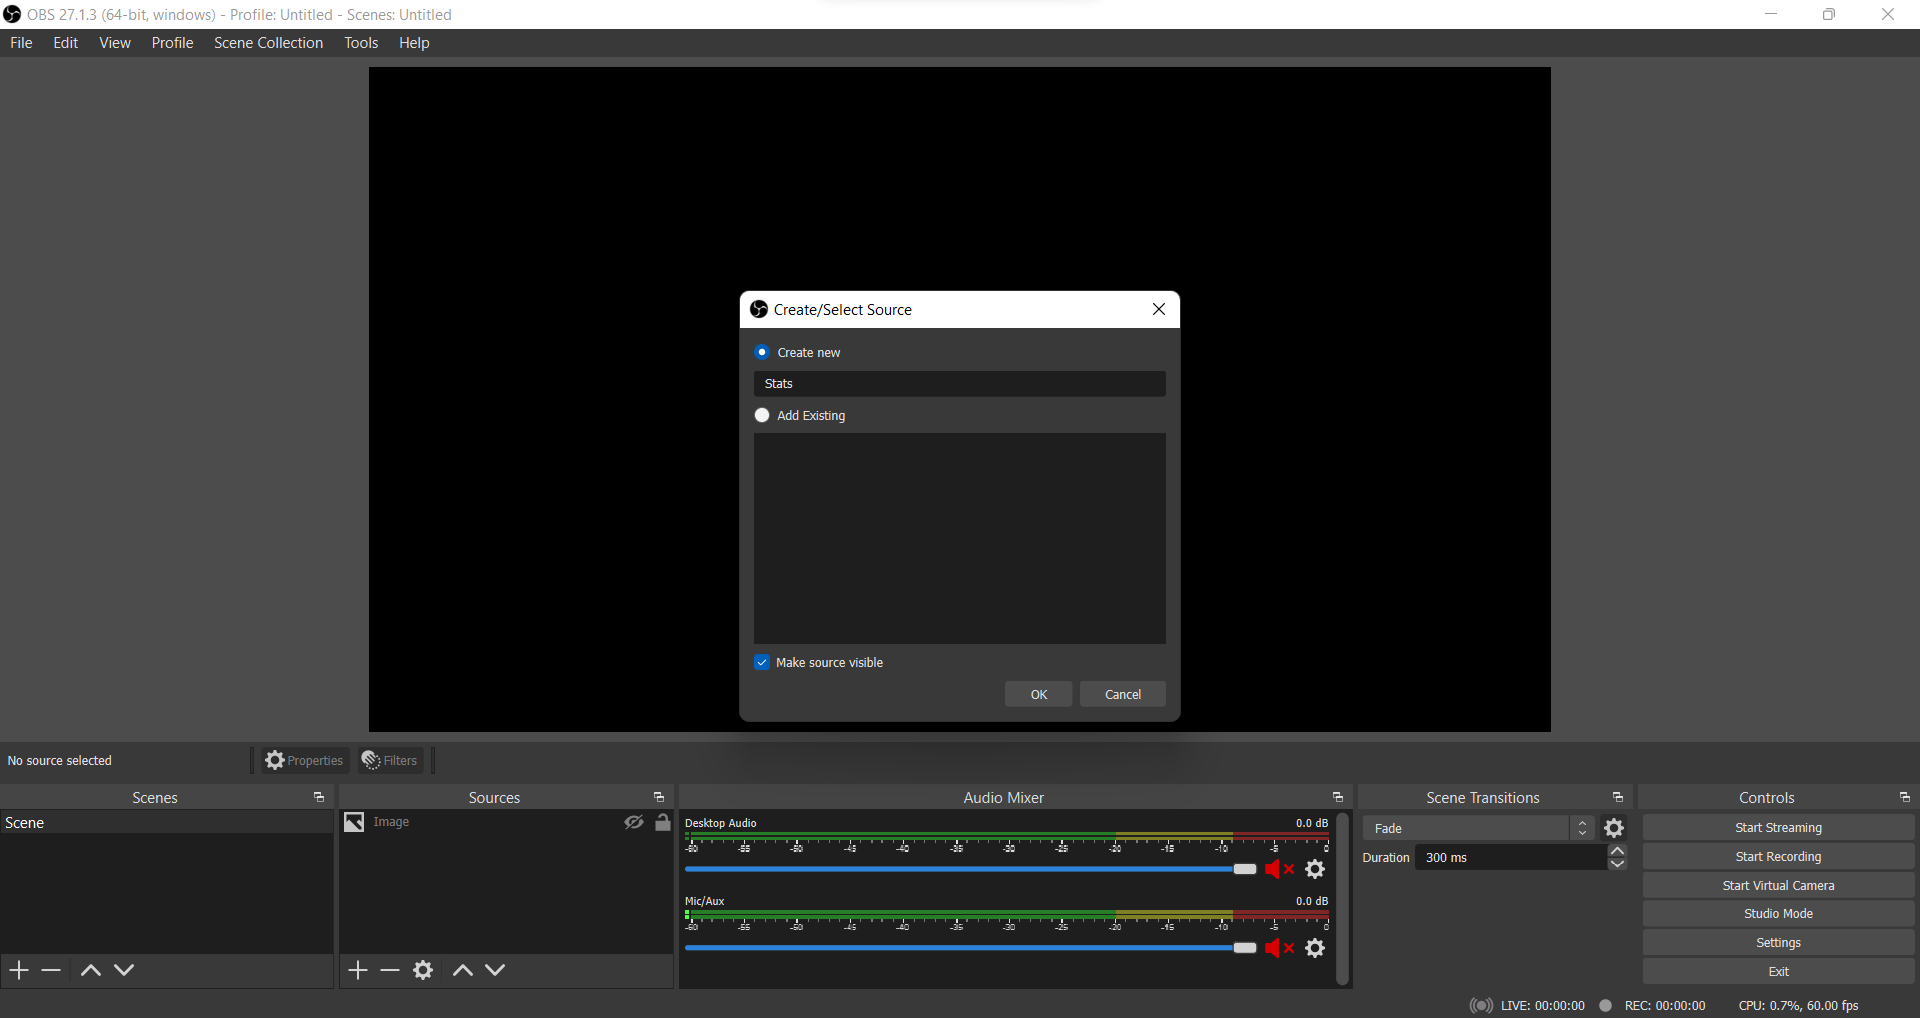 OBS 27.1.3 (64-bit, windows) - Profile: Untitled - Scenes: Untitled
File Edit View Profile Scene Collection Tools Help
Create/Select Source
Create new
Stats
Add Existing
Make source visible
OK Cancel
No source selected Properties Filters
Scenes
Scene
Sources
Image
Audio Mixer
Desktop Audio 0.0 dB
-60 -55 -50 -45 -40 -35 -30 -25 -20 -15 -10 -5 0
Mic/Aux 0.0 dB
-60 -55 -50 -45 -40 -35 -30 -25 -20 -15 -10 -5 0
Scene Transitions
Fade
Duration 300 ms
Controls
Start Streaming
Start Recording
Start Virtual Camera
Studio Mode
Settings
Exit
LIVE: 00:00:00 REC: 00:00:00 CPU: 0.7%, 60.00 fps